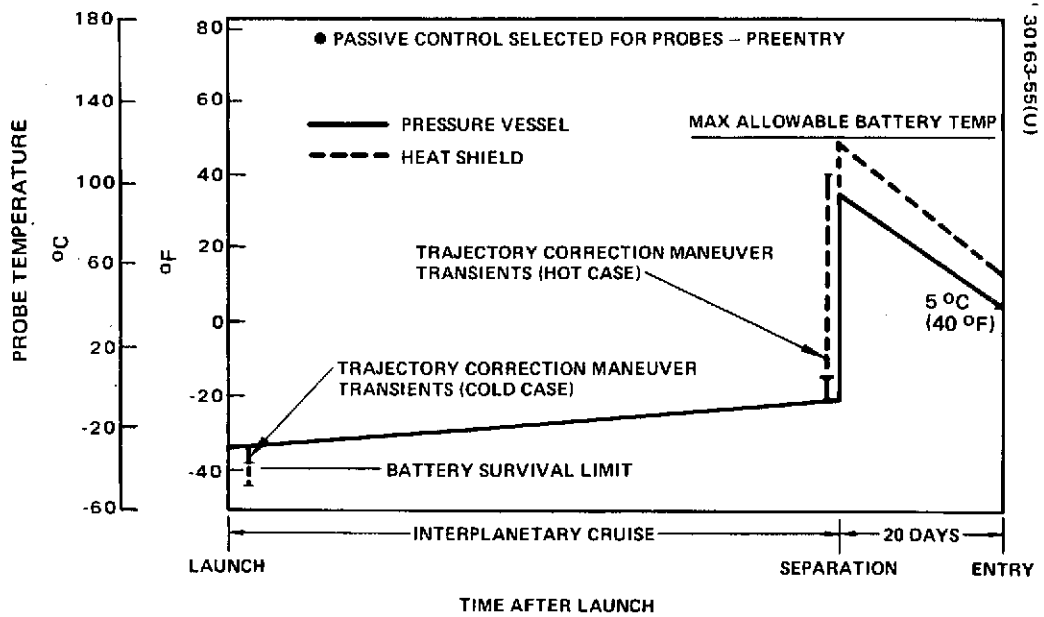 30163-55(U)
● PASSIVE CONTROL SELECTED FOR PROBES – PREENTRY
PRESSURE VESSEL
HEAT SHIELD
MAX ALLOWABLE BATTERY TEMP
TRAJECTORY CORRECTION MANEUVER
TRANSIENTS (HOT CASE)
5 °C
(40 °F)
TRAJECTORY CORRECTION MANEUVER
TRANSIENTS (COLD CASE)
BATTERY SURVIVAL LIMIT
PROBE TEMPERATURE
°C
180
140
100
60
20
-20
-60
°F
80
60
40
20
0
-20
-40
INTERPLANETARY CRUISE
20 DAYS
LAUNCH
SEPARATION
ENTRY
TIME AFTER LAUNCH